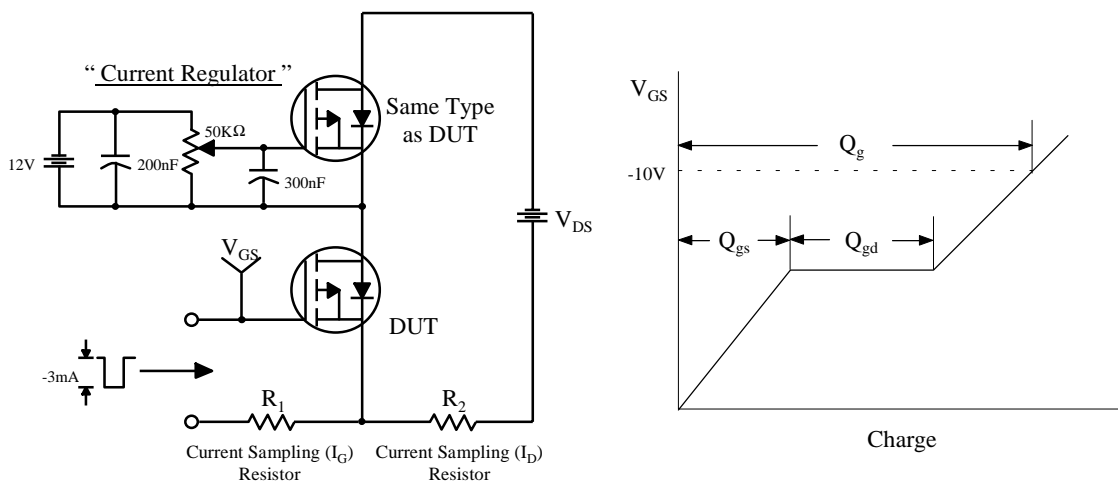 “ Current Regulator ”
12V
200nF
50KΩ
300nF
Same Type
as DUT
V_DS
V_GS
DUT
-3mA
R_1
R_2
Current Sampling (I_G)
Resistor
Current Sampling (I_D)
Resistor
V_GS
-10V
Q_g
Q_gs
Q_gd
Charge